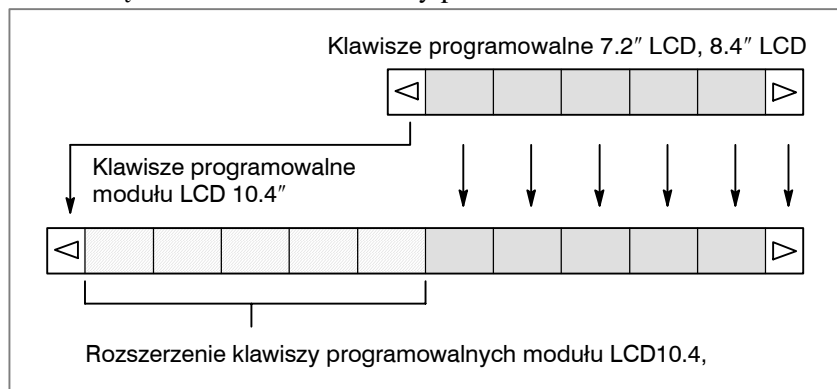 Klawisze programowalne 7.2″ LCD, 8.4″ LCD
Klawisze programowalne
modułu LCD 10.4″
Rozszerzenie klawiszy programowalnych modułu LCD10.4,